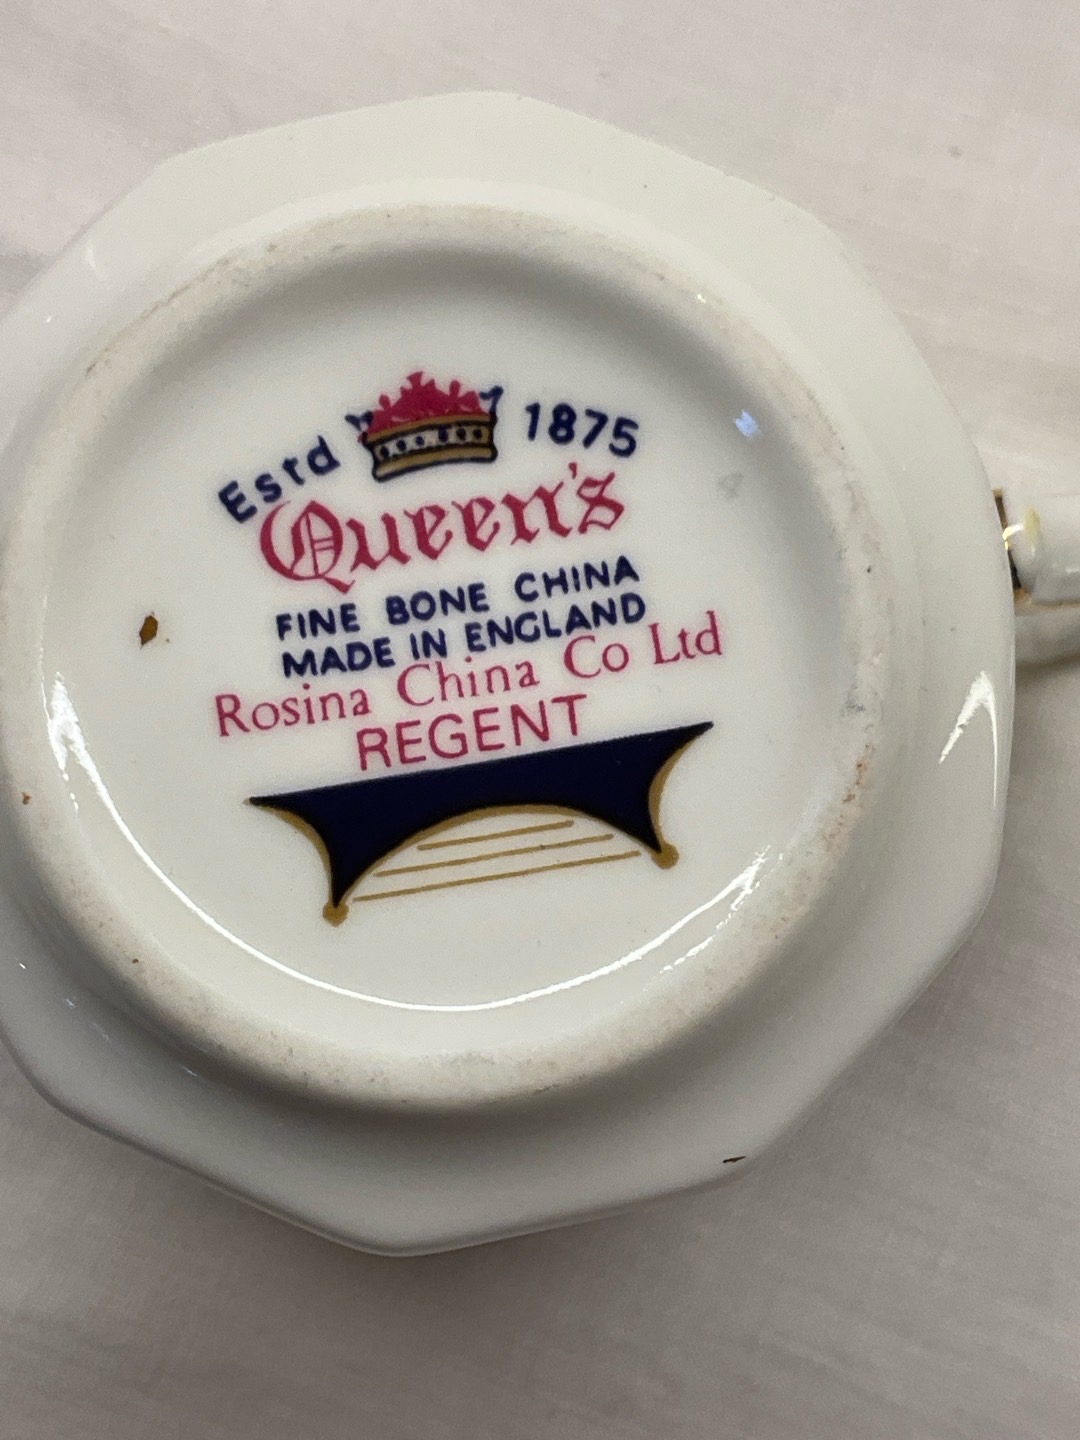 Estd 1875
Queen's
FINE BONE CHINA
MADE IN ENGLAND
Rosina China Co Ltd
REGENT